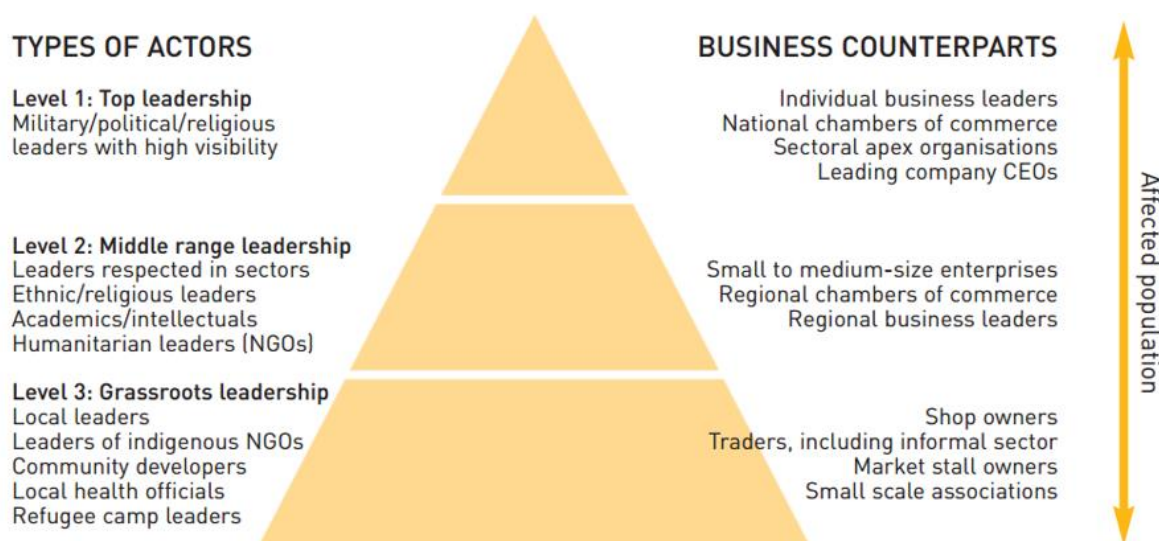 TYPES OF ACTORS
Level 1: Top leadership
Military/political/religious
leaders with high visibility
Level 2: Middle range leadership
Leaders respected in sectors
Ethnic/religious leaders
Academics/intellectuals
Humanitarian leaders (NGOs)
Level 3: Grassroots leadership
Local leaders
Leaders of indigenous NGOs
Community developers
Local health officials
Refugee camp leaders
BUSINESS COUNTERPARTS
Individual business leaders
National chambers of commerce
Sectoral apex organisations
Leading company CEOs
Small to medium-size enterprises
Regional chambers of commerce
Regional business leaders
Shop owners
Traders, including informal sector
Market stall owners
Small scale associations
Affected population